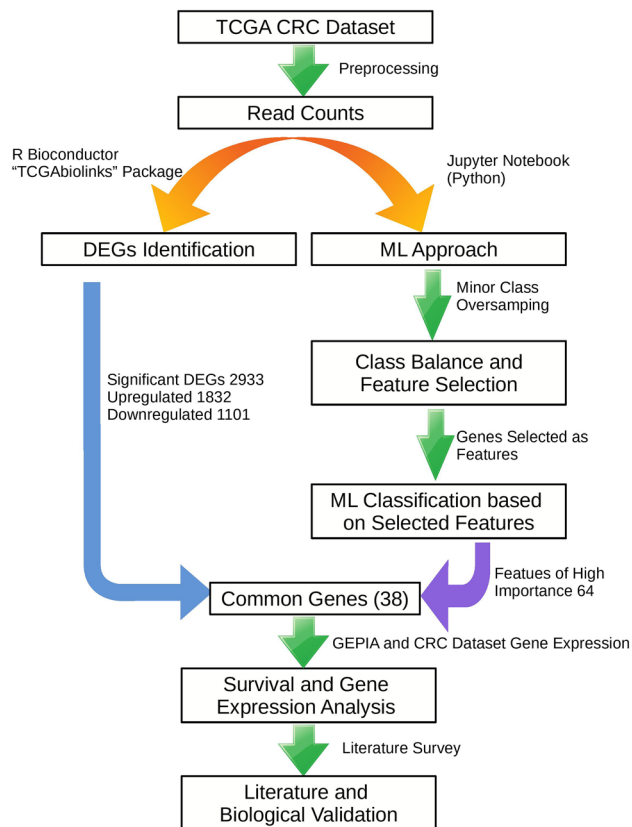 TCGA CRC Dataset
Preprocessing
Read Counts
R Bioconductor
“TCGAbiolinks” Package
Jupyter Notebook
(Python)
DEGs Identification
ML Approach
Minor Class
Oversamping
Class Balance and
Feature Selection
Significant DEGs 2933
Upregulated 1832
Downregulated 1101
Genes Selected as
Features
ML Classification based
on Selected Features
Featues of High
Importance 64
Common Genes (38)
GEPIA and CRC Dataset Gene Expression
Survival and Gene
Expression Analysis
Literature Survey
Literature and
Biological Validation